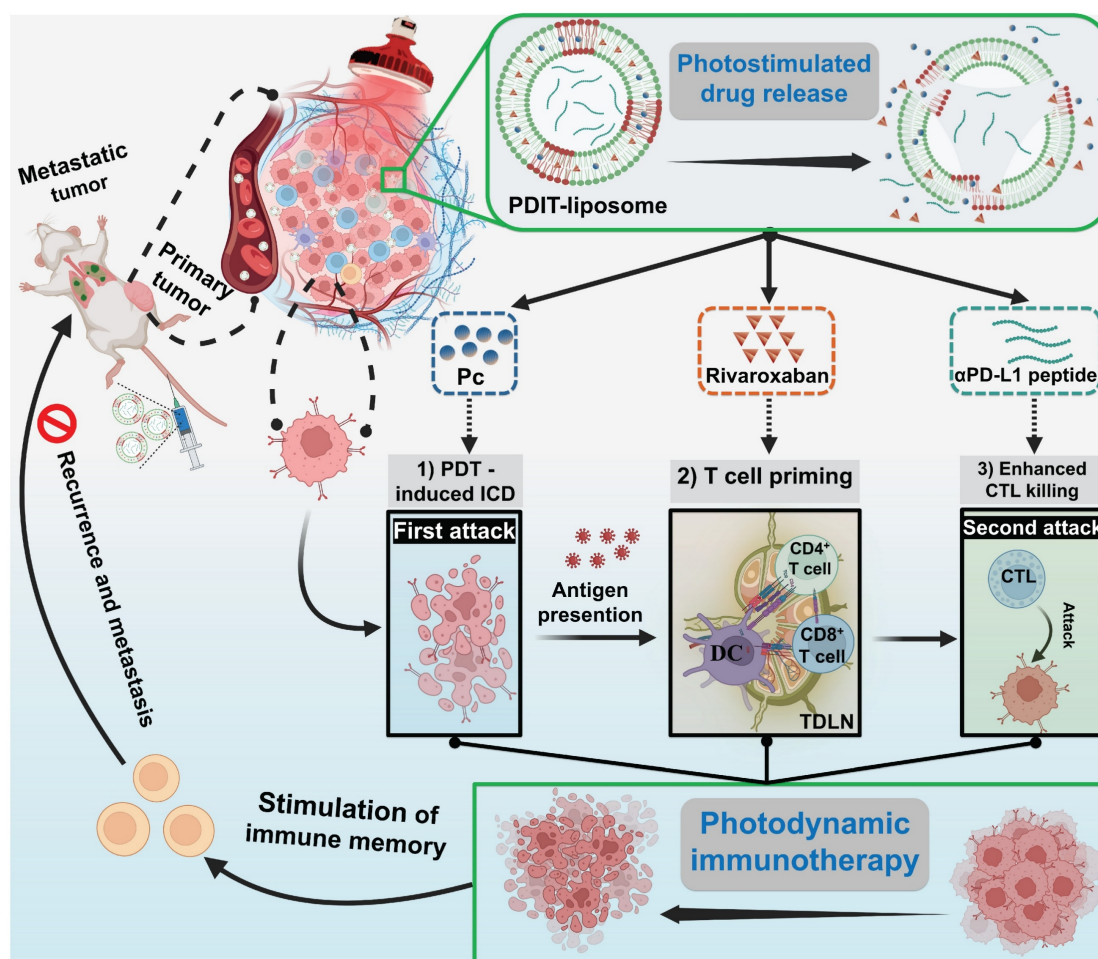 Photostimulated
drug release
PDIT-liposome
Metastatic
tumor
Primary
tumor
Pc
Rivaroxaban
αPD-L1 peptide
1) PDT -
induced ICD
2) T cell priming
3) Enhanced
CTL killing
First attack
Antigen
presention
CD4+
T cell
CD8+
T cell
DC
TDLN
Second attack
CTL
Attack
Recurrence and metastasis
Stimulation of
immune memory
Photodynamic
immunotherapy